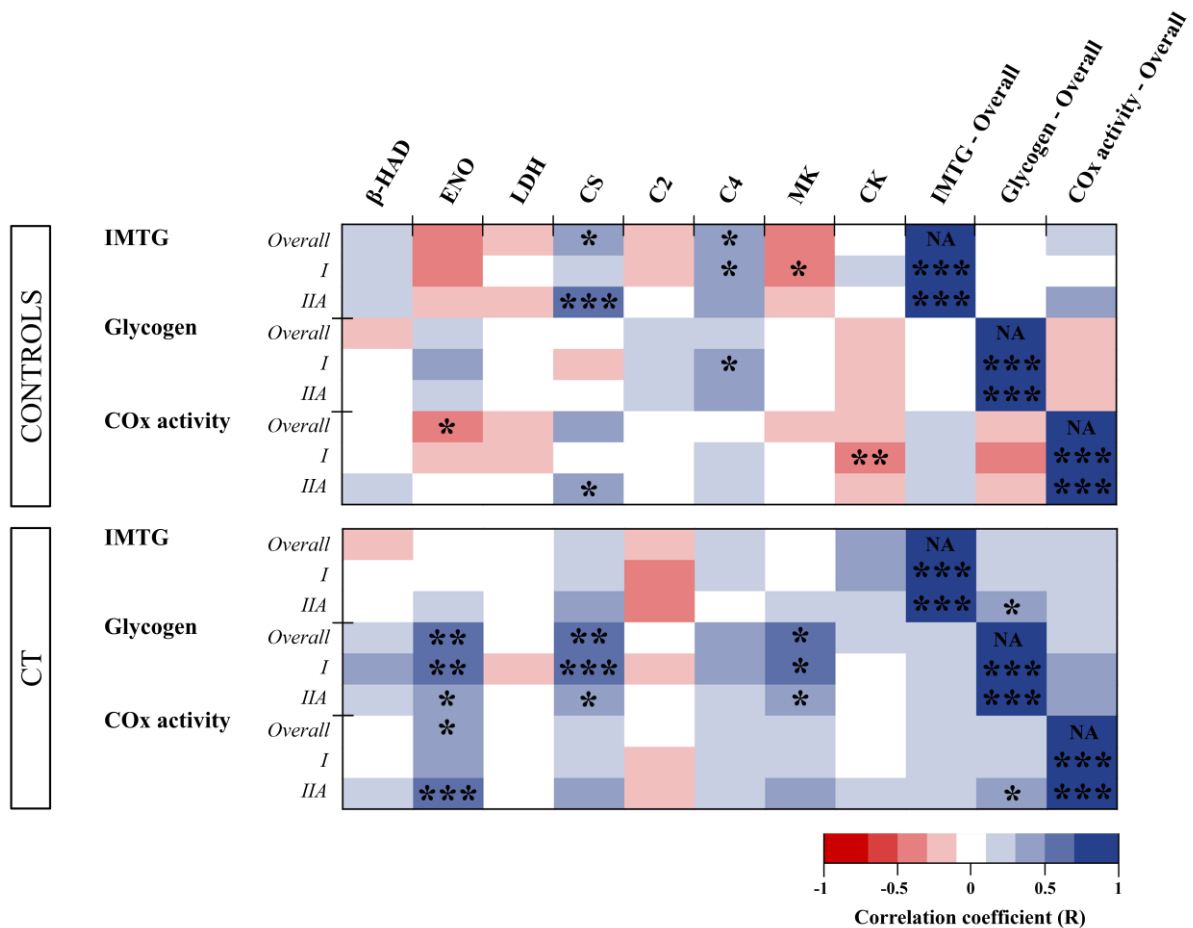 β-HAD
ENO
LDH
CS
C2
C4
MK
CK
IMTG - Overall
Glycogen - Overall
COx activity - Overall
CONTROLS
IMTG
Overall * * NA
I * * ***
IIA *** ***
Glycogen
Overall NA
I * ***
IIA ***
COx activity
Overall * NA
I ** ***
IIA * ***
CT
IMTG
Overall NA
I ***
IIA *** *
Glycogen
Overall ** ** * NA
I ** *** * ***
IIA * * * ***
COx activity
Overall * NA
I ***
IIA *** * ***
-1 -0.5 0 0.5 1
Correlation coefficient (R)